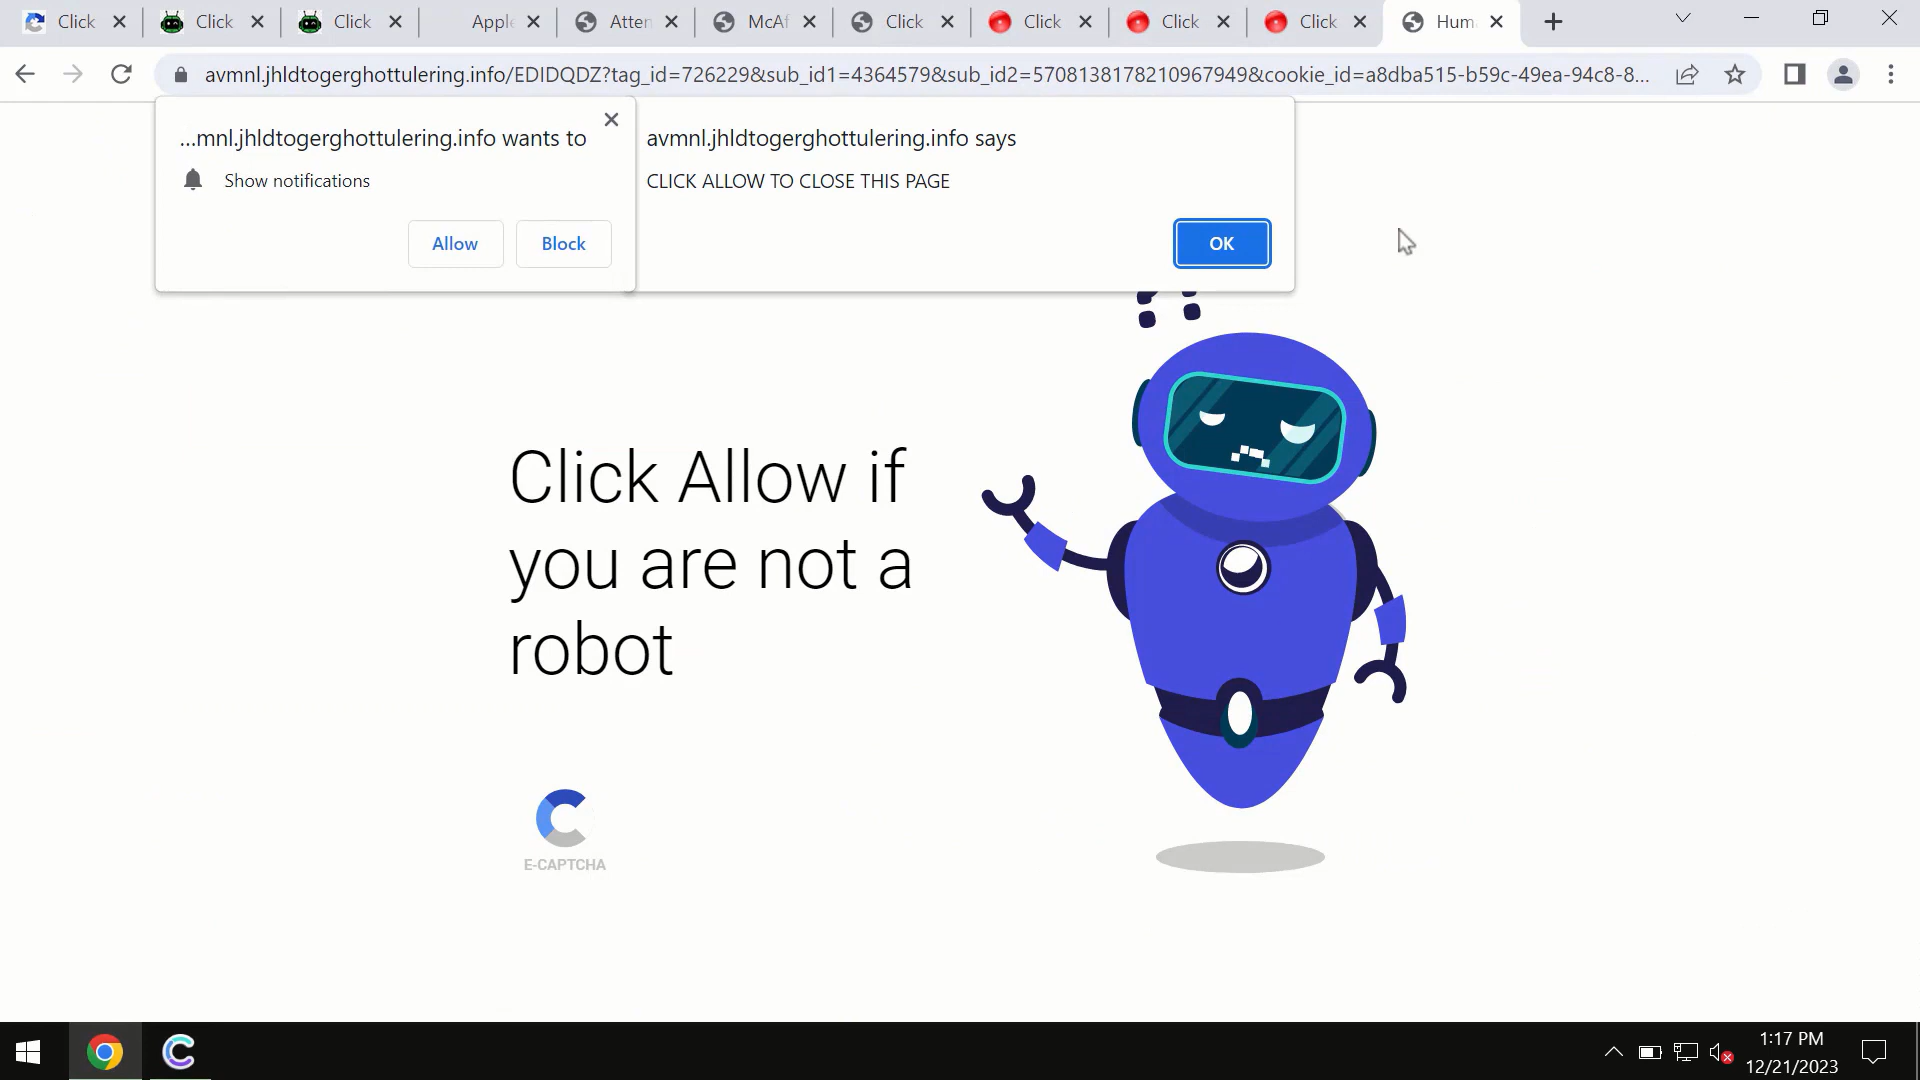 Click
Click
Click
Apple
Atten
McAf
Click
Click
Click
Click
Hum
avmnl.jhldtogerghottulering.info/EDIDQDZ?tag_id=726229&sub_id1=4364579&sub_id2=5708138178210967949&cookie_id=a8dba515-b59c-49ea-94c8-8...
...mnl.jhldtogerghottulering.info wants to
Show notifications
Allow
Block
avmnl.jhldtogerghottulering.info says
CLICK ALLOW TO CLOSE THIS PAGE
OK
Click Allow if
you are not a
robot
E-CAPTCHA
1:17 PM
12/21/2023